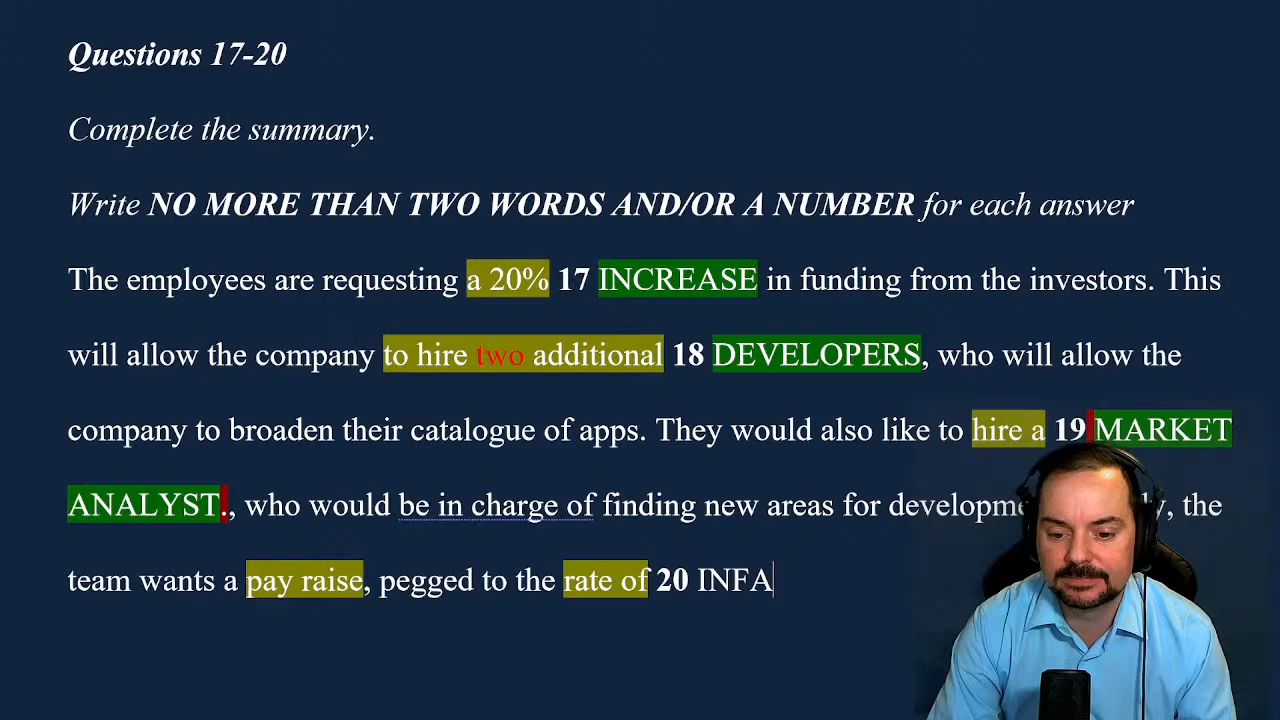 Questions 17-20
Complete the summary.
Write NO MORE THAN TWO WORDS AND/OR A NUMBER for each answer
The employees are requesting a 20% 17 INCREASE in funding from the investors. This
will allow the company to hire two additional 18 DEVELOPERS, who will allow the
company to broaden their catalogue of apps. They would also like to hire a 19 MARKET
ANALYST., who would be in charge of finding new areas for the
team wants a pay raise, pegged to the rate of 20 INFA